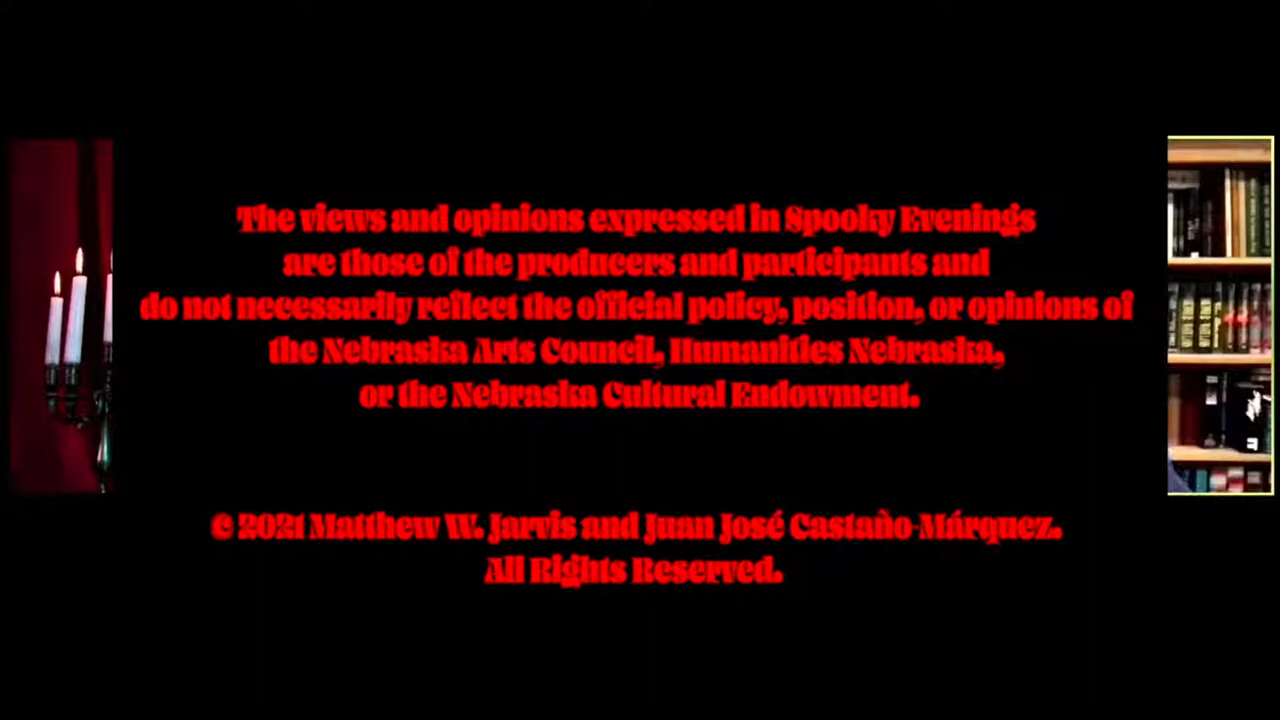 The views and opinions expressed in Spooky Evenings
are those of the producers and participants and
do not necessarily reflect the official policy, position, or opinions of
the Nebraska Arts Council, Humanities Nebraska,
or the Nebraska Cultural Endowment.
© 2021 Matthew W. Jarvis and Juan José Castaño-Márquez.
All Rights Reserved.